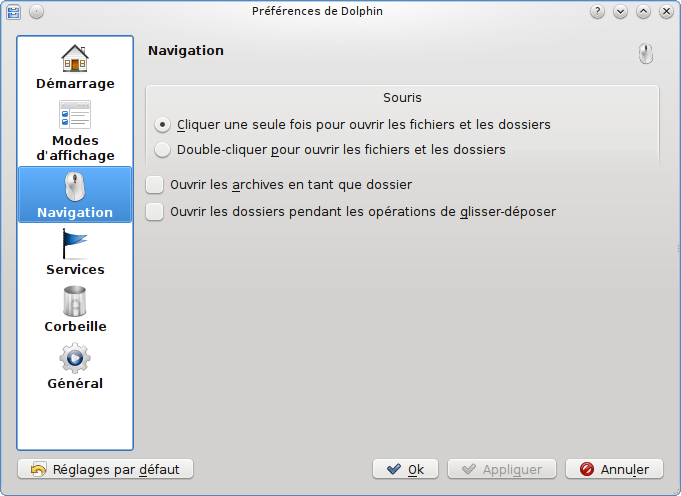 Préférences de Dolphin
Démarrage
Modes
d'affichage
Navigation
Services
Corbeille
Général
Navigation
Souris
Cliquer une seule fois pour ouvrir les fichiers et les dossiers
Double-cliquer pour ouvrir les fichiers et les dossiers
Ouvrir les archives en tant que dossier
Ouvrir les dossiers pendant les opérations de glisser-déposer
Réglages par défaut
Ok
Appliquer
Annuler